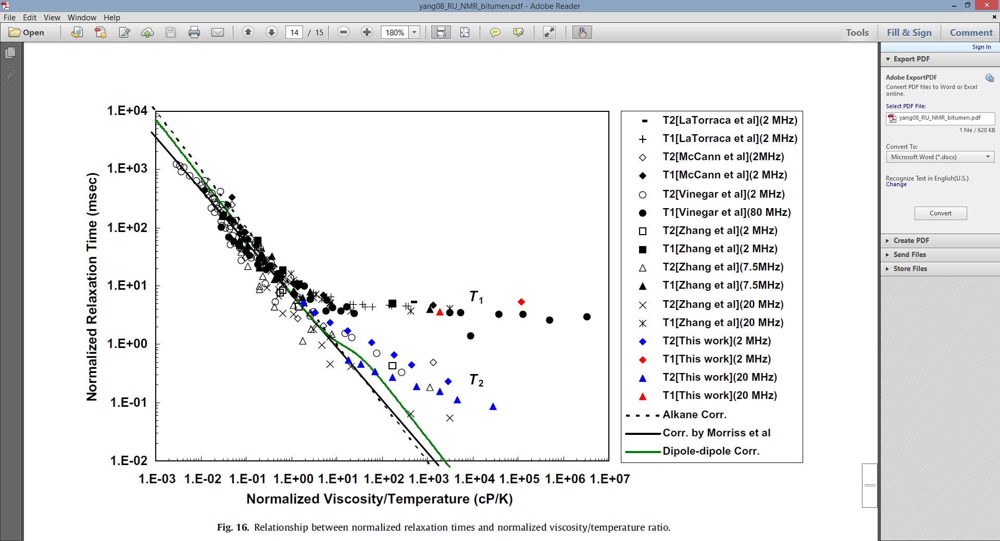 yang08_RU_NMR_bitumen.pdf - Adobe Reader
File Edit View Window Help
Open 14 / 15 180% Tools Fill & Sign Comment
Sign In
Export PDF
Adobe ExportPDF
Convert PDF files to Word or Excel
online.
Select PDF File:
yang08_RU_NMR_bitumen.pdf
1 file / 620 KB
Convert To:
Microsoft Word (*.docx)
Recognize Text in English(U.S.)
Change
Convert
Create PDF
Send Files
Store Files
Normalized Relaxation Time (msec)
1.E+04
1.E+03
1.E+02
1.E+01
1.E+00
1.E-01
1.E-02
T1
T2
1.E-03 1.E-02 1.E-01 1.E+00 1.E+01 1.E+02 1.E+03 1.E+04 1.E+05 1.E+06 1.E+07
Normalized Viscosity/Temperature (cP/K)
T2[LaTorraca et al](2 MHz)
T1[LaTorraca et al](2 MHz)
T2[McCann et al](2MHz)
T1[McCann et al](2 MHz)
T2[Vinegar et al](2 MHz)
T1[Vinegar et al](80 MHz)
T2[Zhang et al](2 MHz)
T1[Zhang et al](2 MHz)
T2[Zhang et al](7.5MHz)
T1[Zhang et al](7.5MHz)
T2[Zhang et al](20 MHz)
T1[Zhang et al](20 MHz)
T2[This work](2 MHz)
T1[This work](2 MHz)
T2[This work](20 MHz)
T1[This work](20 MHz)
Alkane Corr.
Corr. by Morriss et al
Dipole-dipole Corr.
Fig. 16. Relationship between normalized relaxation times and normalized viscosity/temperature ratio.